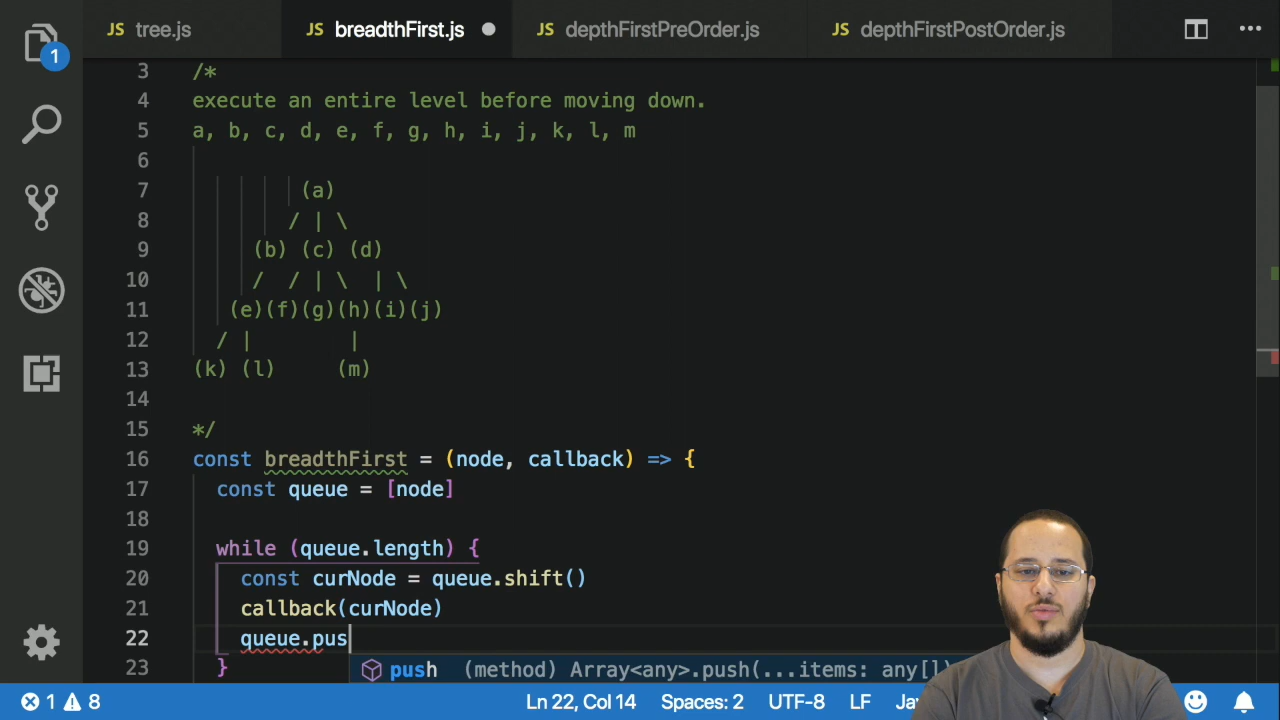 JS tree.js JS breadthFirst.js JS depthFirstPreOrder.js JS depthFirstPostOrder.js
1
3 /*
4 execute an entire level before moving down.
5 a, b, c, d, e, f, g, h, i, j, k, l, m
6
7 (a)
8 / | \
9 (b) (c) (d)
10 / / | \ | \
11 (e)(f)(g)(h)(i)(j)
12 / | |
13 (k) (l) (m)
14
15 */
16 const breadthFirst = (node, callback) => {
17 const queue = [node]
18
19 while (queue.length) {
20 const curNode = queue.shift()
21 callback(curNode)
22 queue.pus
23 }
push (method) Array<any>.push(...items: any[])
1 8 Ln 22, Col 14 Spaces: 2 UTF-8 LF